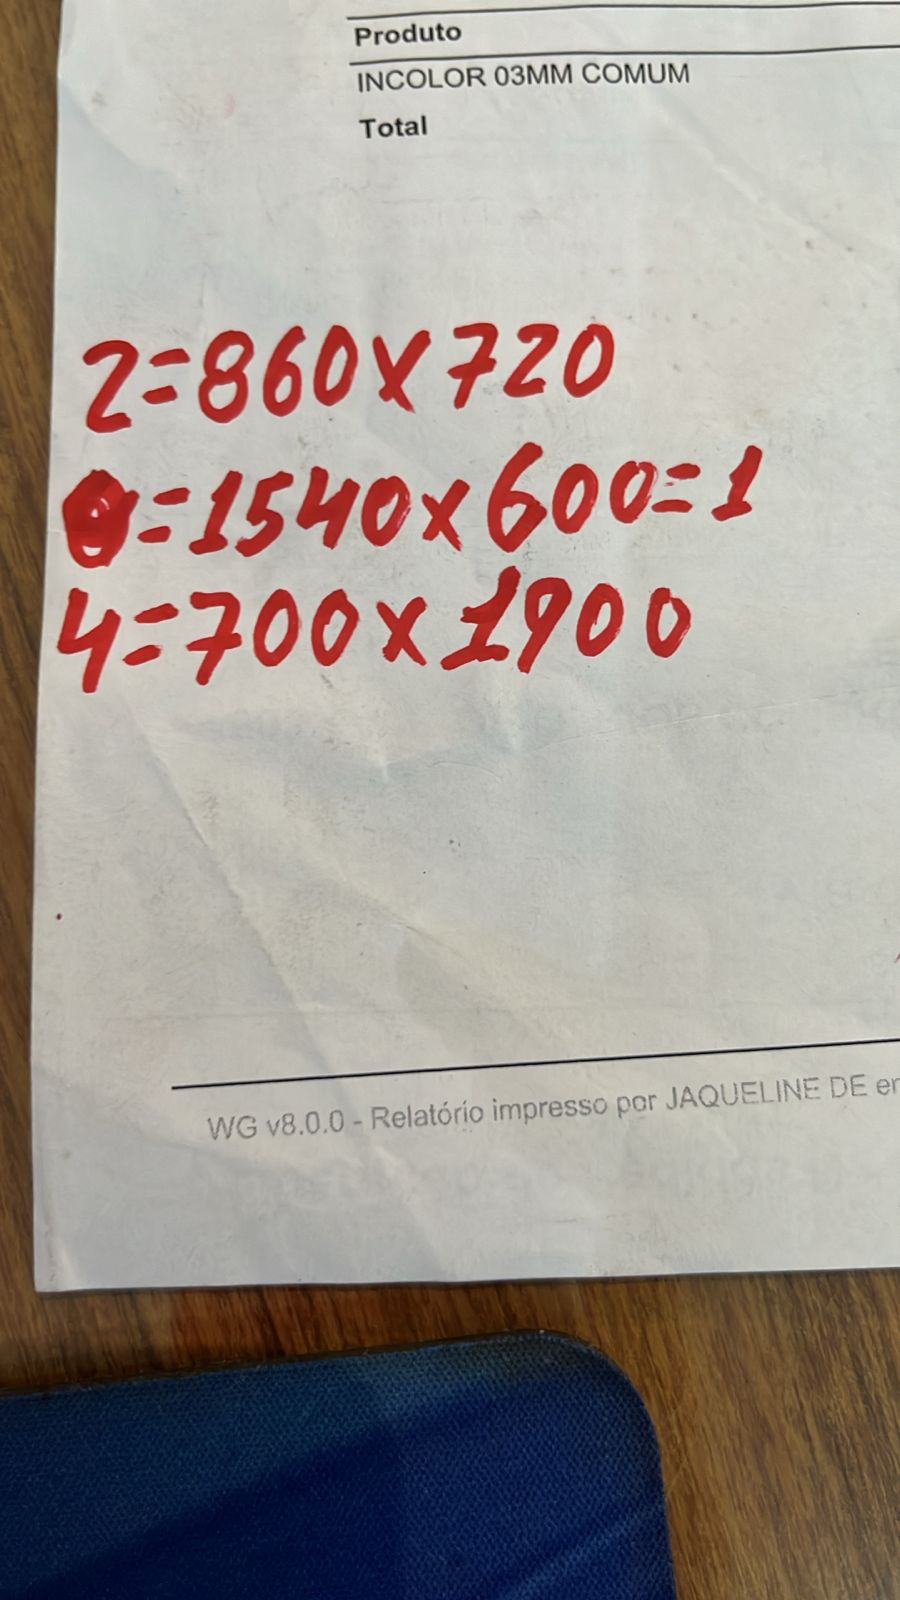 Produto
INCOLOR 03MM COMUM
Total
2=860x720
=1540x600=1
4=700x1900
WG v8.0.0 - Relatório impresso por JAQUELINE DE